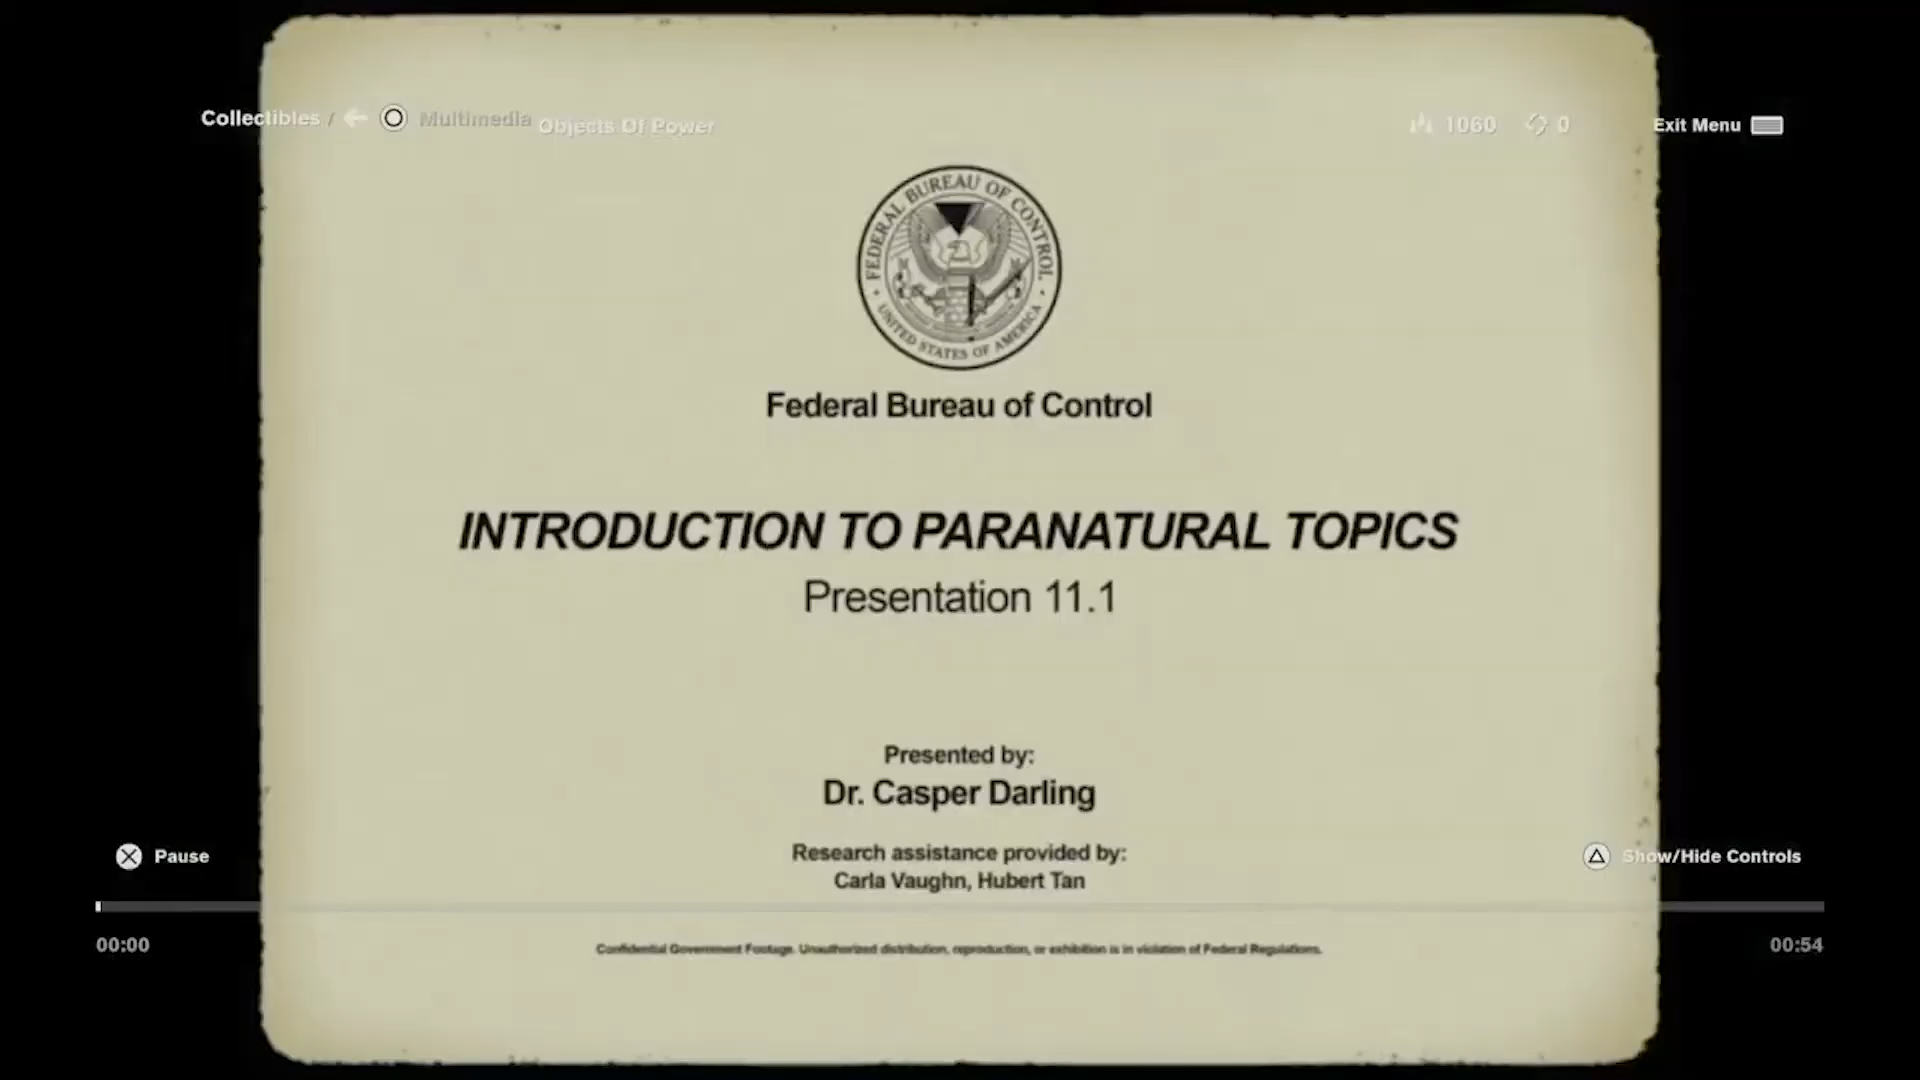 Collectibles / Multimedia Objects Of Power
1060 0 Exit Menu
FEDERAL BUREAU OF CONTROL
UNITED STATES OF AMERICA
Federal Bureau of Control
INTRODUCTION TO PARANATURAL TOPICS
Presentation 11.1
Presented by:
Dr. Casper Darling
Research assistance provided by:
Carla Vaughn, Hubert Tan
Pause
Show/Hide Controls
00:00
00:54
Confidential Government Footage. Unauthorized distribution, reproduction, or exhibition is in violation of Federal Regulations.